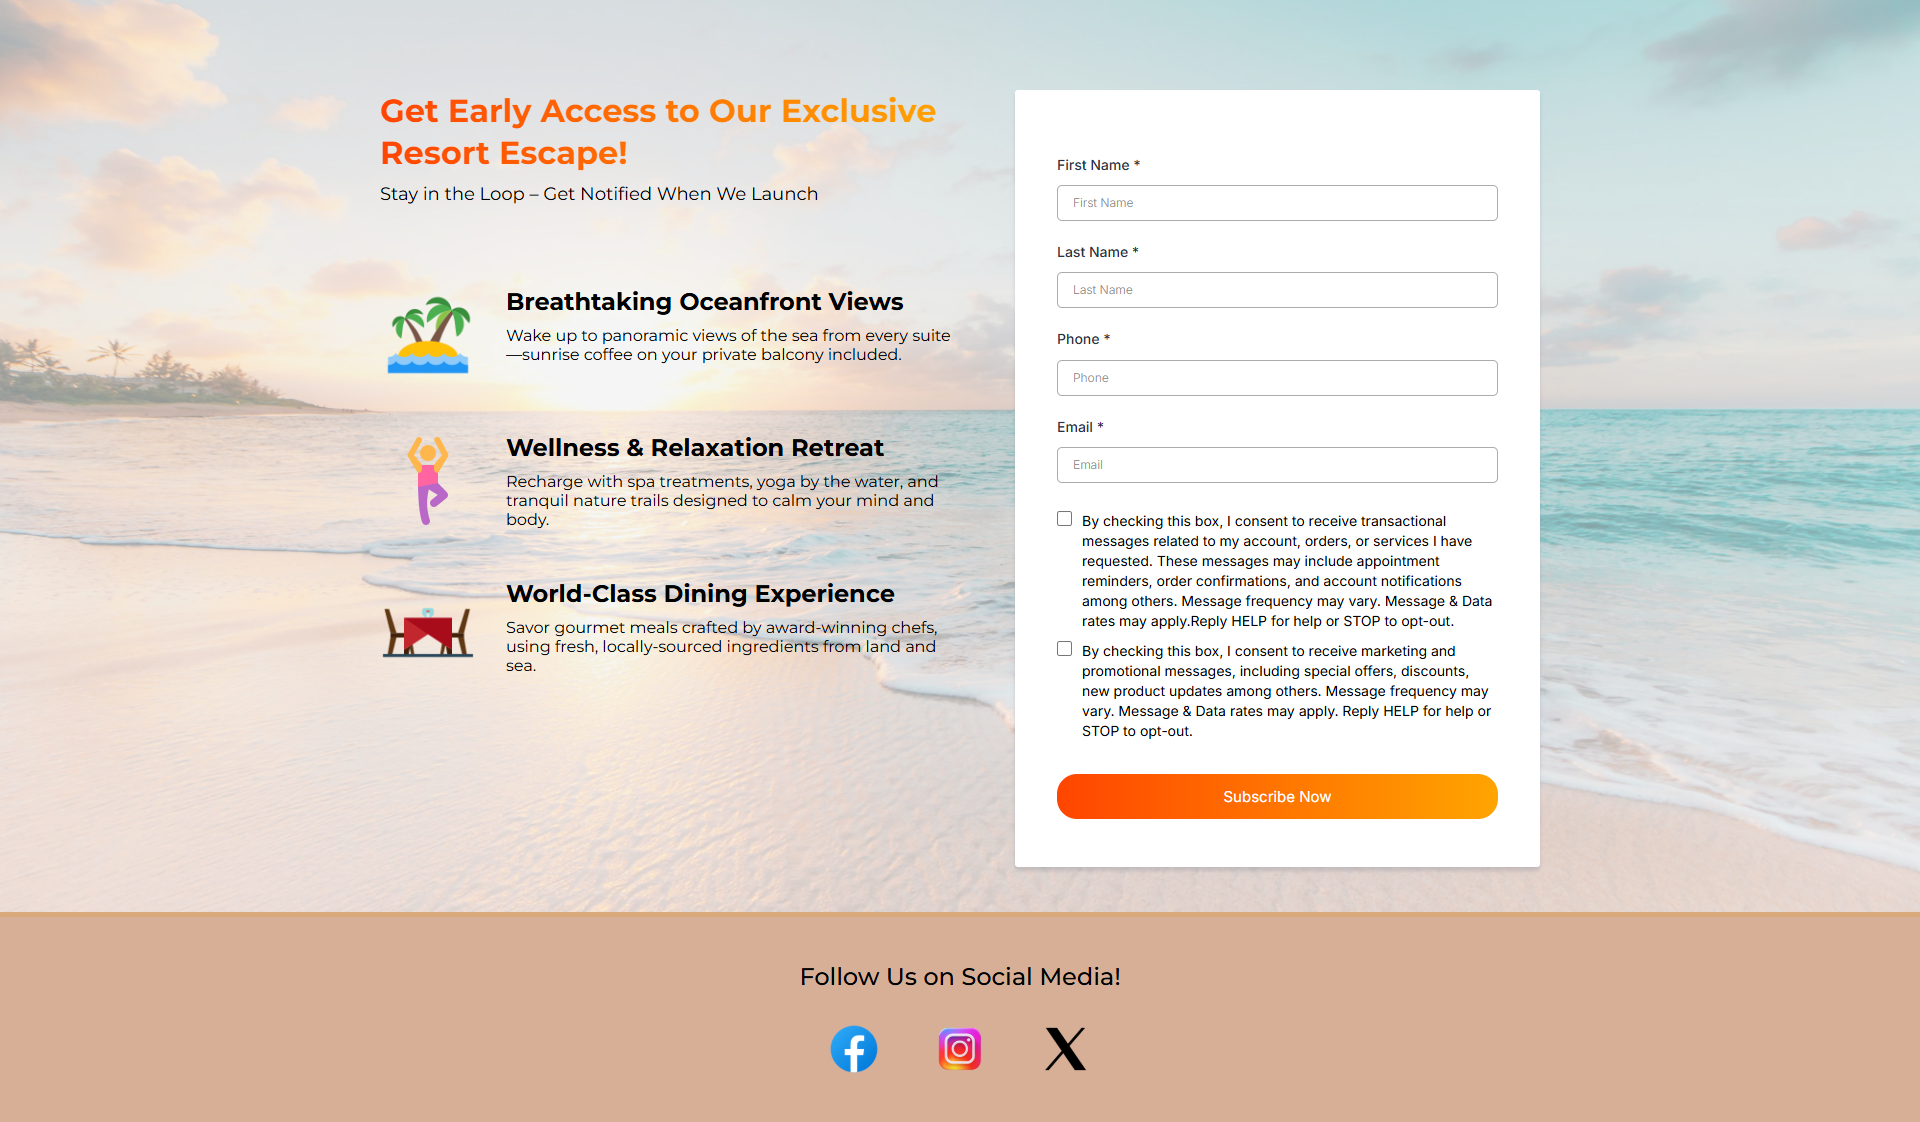 Get Early Access to Our Exclusive
Resort Escape!
Stay in the Loop – Get Notified When We Launch
Breathtaking Oceanfront Views
Wake up to panoramic views of the sea from every suite
—sunrise coffee on your private balcony included.
Wellness & Relaxation Retreat
Recharge with spa treatments, yoga by the water, and
tranquil nature trails designed to calm your mind and
body.
World-Class Dining Experience
Savor gourmet meals crafted by award-winning chefs,
using fresh, locally-sourced ingredients from land and
sea.
First Name *
First Name
Last Name *
Last Name
Phone *
Phone
Email *
Email
By checking this box, I consent to receive transactional
messages related to my account, orders, or services I have
requested. These messages may include appointment
reminders, order confirmations, and account notifications
among others. Message frequency may vary. Message & Data
rates may apply.Reply HELP for help or STOP to opt-out.
By checking this box, I consent to receive marketing and
promotional messages, including special offers, discounts,
new product updates among others. Message frequency may
vary. Message & Data rates may apply. Reply HELP for help or
STOP to opt-out.
Subscribe Now
Follow Us on Social Media!